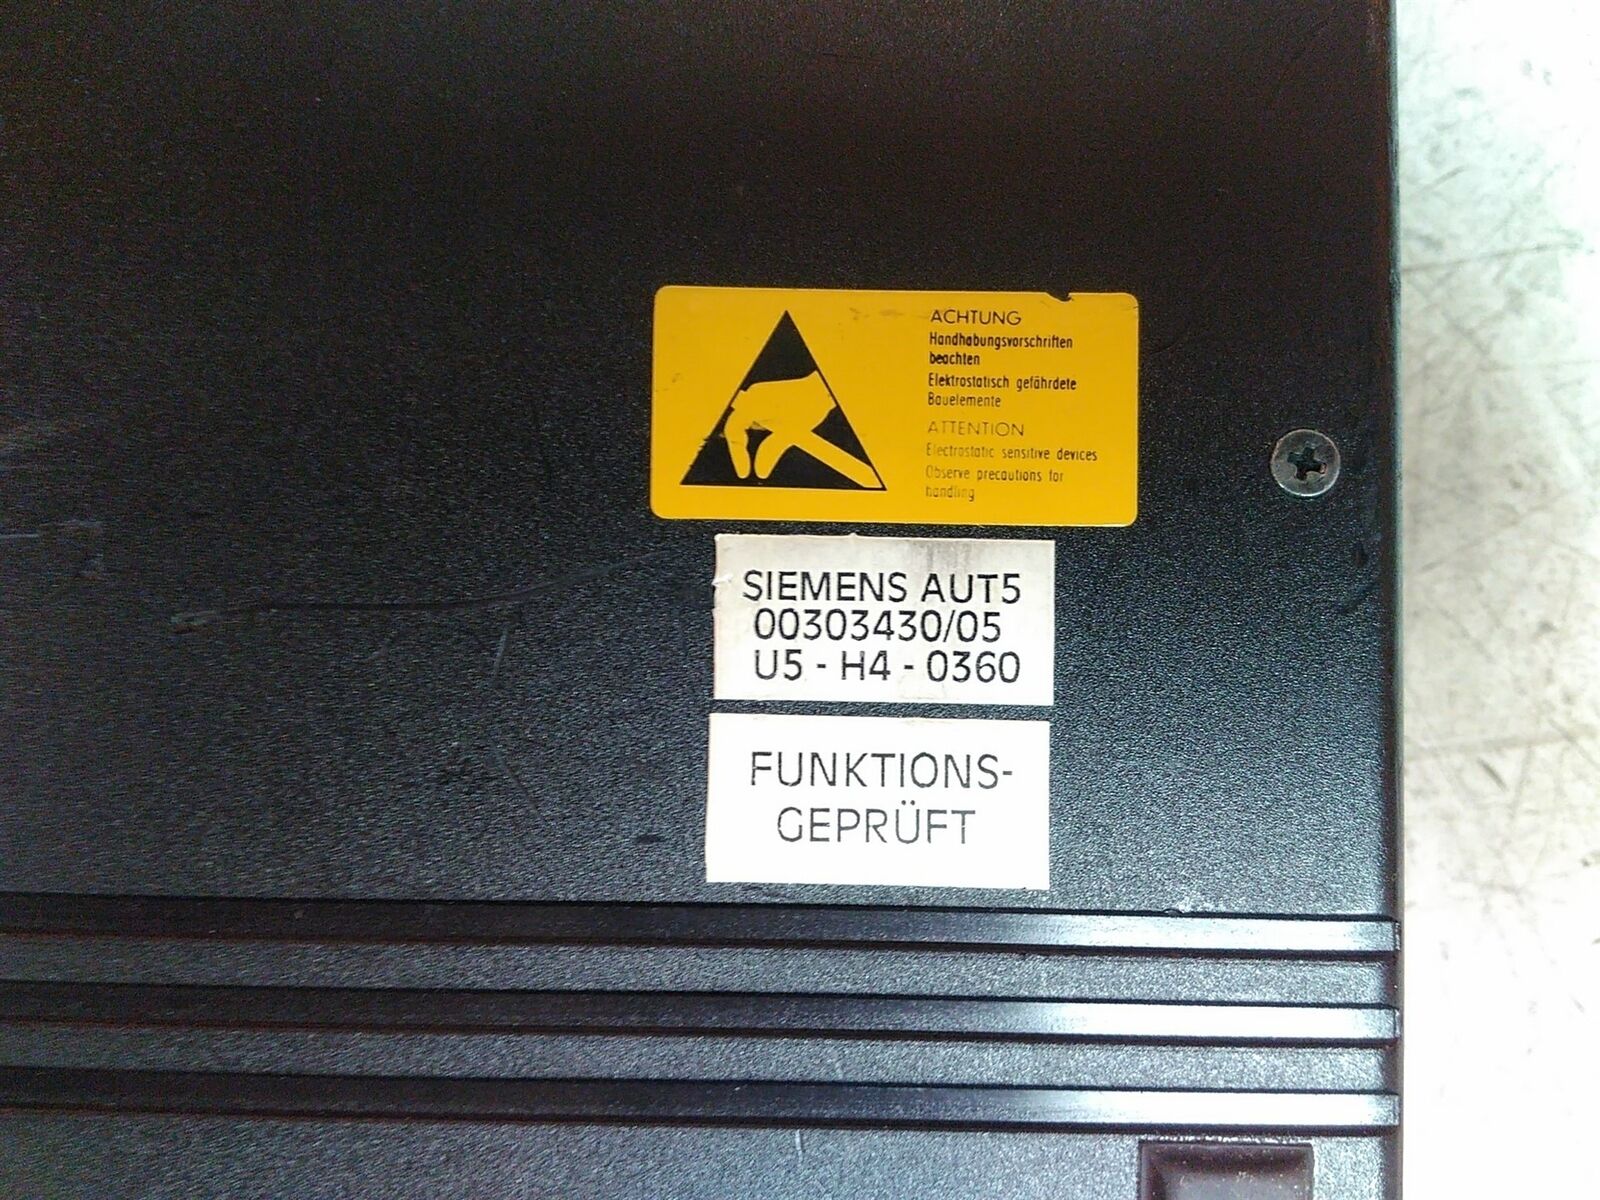 ACHTUNG
Handhabungsvorschriften
beachten
Elektrostatisch gefährdete
Bauelemente
ATTENTION
Electrostatic sensitive devices
Observe precautions for
handling
SIEMENS AUT5
00303430/05
U5 - H4 - 0360
FUNKTIONS-
GEPRÜFT